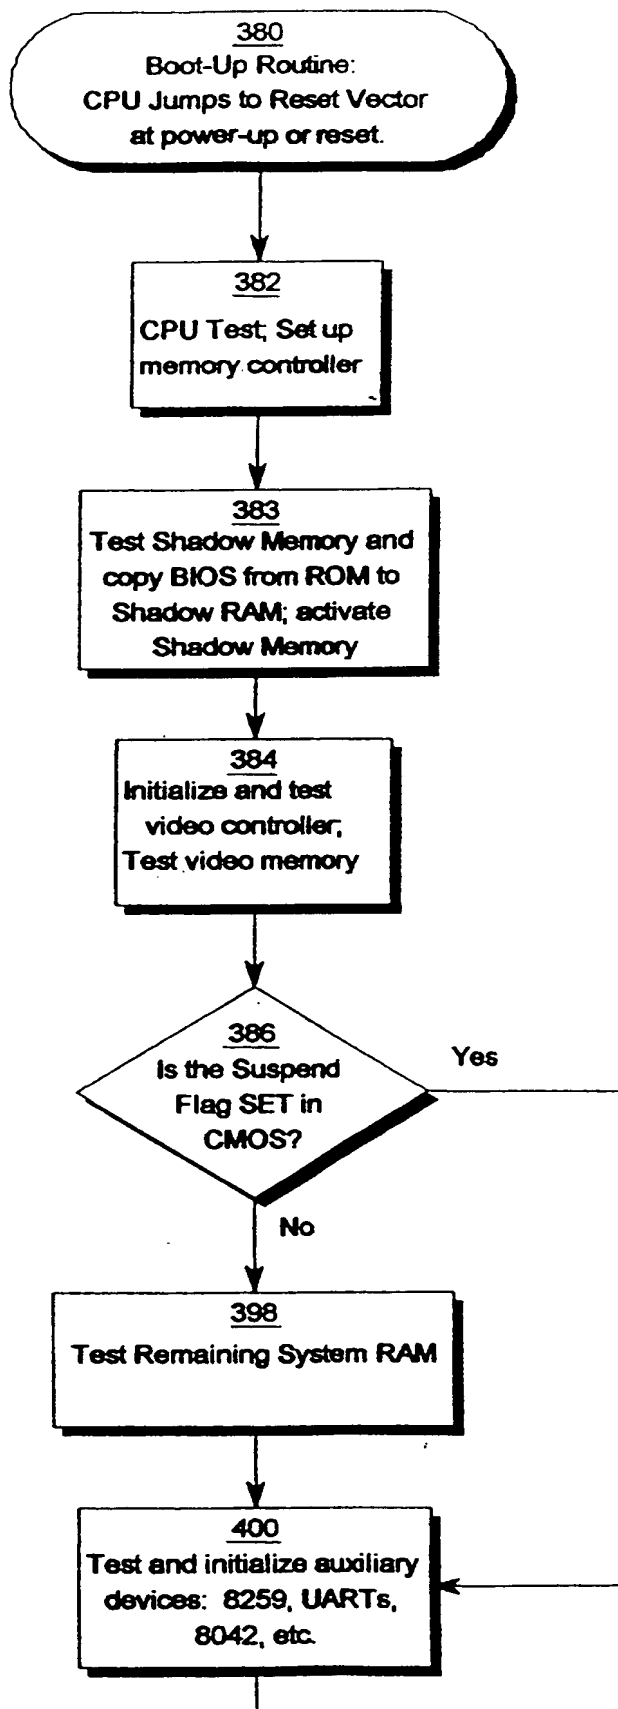 380
Boot-Up Routine:
CPU Jumps to Reset Vector
at power-up or reset.
382
CPU Test; Set up
memory controller
383
Test Shadow Memory and
copy BIOS from ROM to
Shadow RAM; activate
Shadow Memory
384
Initialize and test
video controller;
Test video memory
386
Is the Suspend
Flag SET in
CMOS?
Yes
No
398
Test Remaining System RAM
400
Test and initialize auxiliary
devices: 8259, UARTs,
8042, etc.